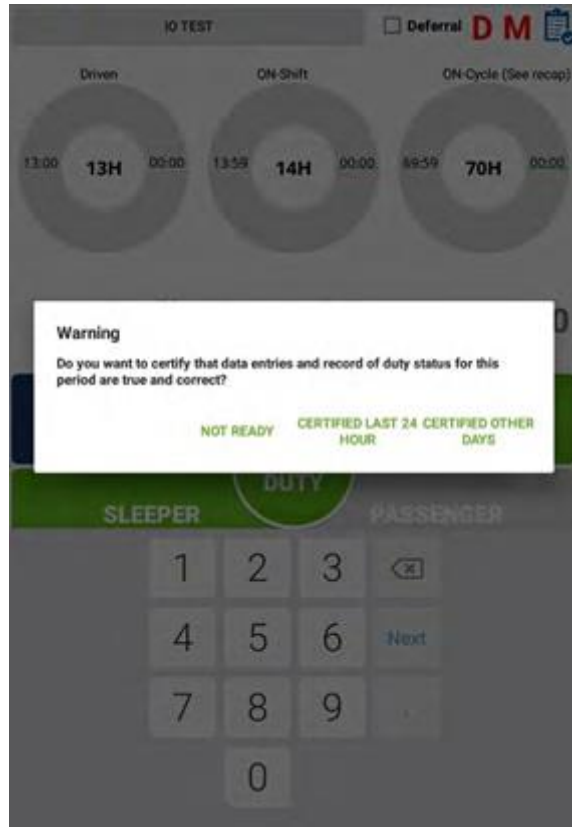 IO TEST
Deferral D M
Driven
ON-Shift
ON-Cycle (See recap)
13:00 13H 00:00 13:59 14H 00:00 69:59 70H 00:00
0
Warning
Do you want to certify that data entries and record of duty status for this
period are true and correct?
NOT READY
CERTIFIED LAST 24
HOUR
CERTIFIED OTHER
DAYS
DUTY
SLEEPER
PASSENGER
1 2 3
4 5 6 Next
7 8 9 .
0